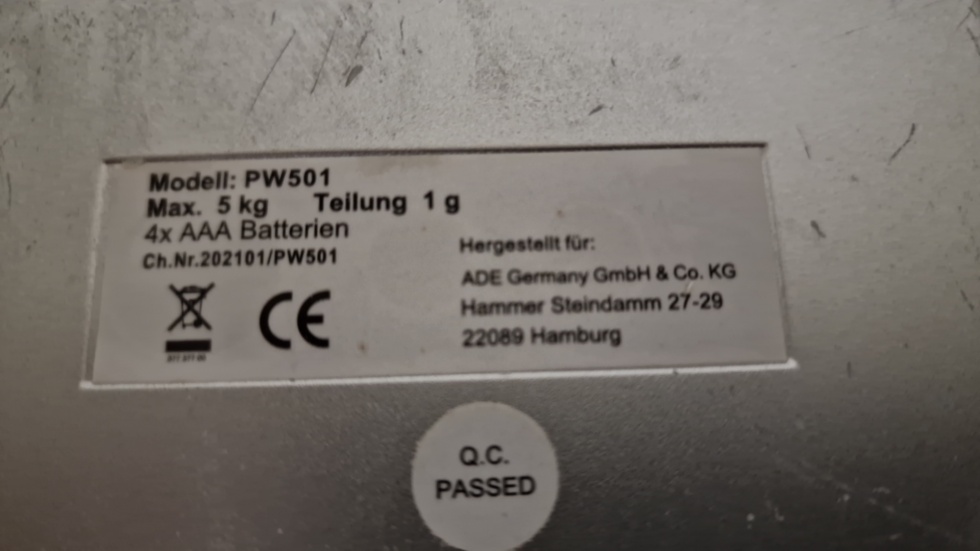 Modell: PW501
Max. 5 kg Teilung 1 g
4x AAA Batterien
Ch.Nr.202101/PW501
CE
Hergestellt für:
ADE Germany GmbH & Co. KG
Hammer Steindamm 27-29
22089 Hamburg
Q.C.
PASSED